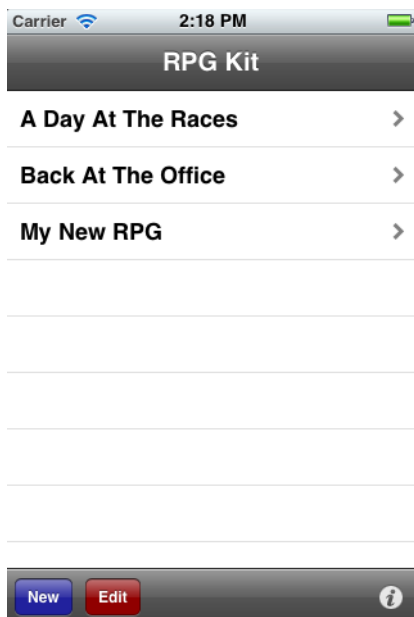 Carrier 2:18 PM
RPG Kit
A Day At The Races
Back At The Office
My New RPG
New Edit